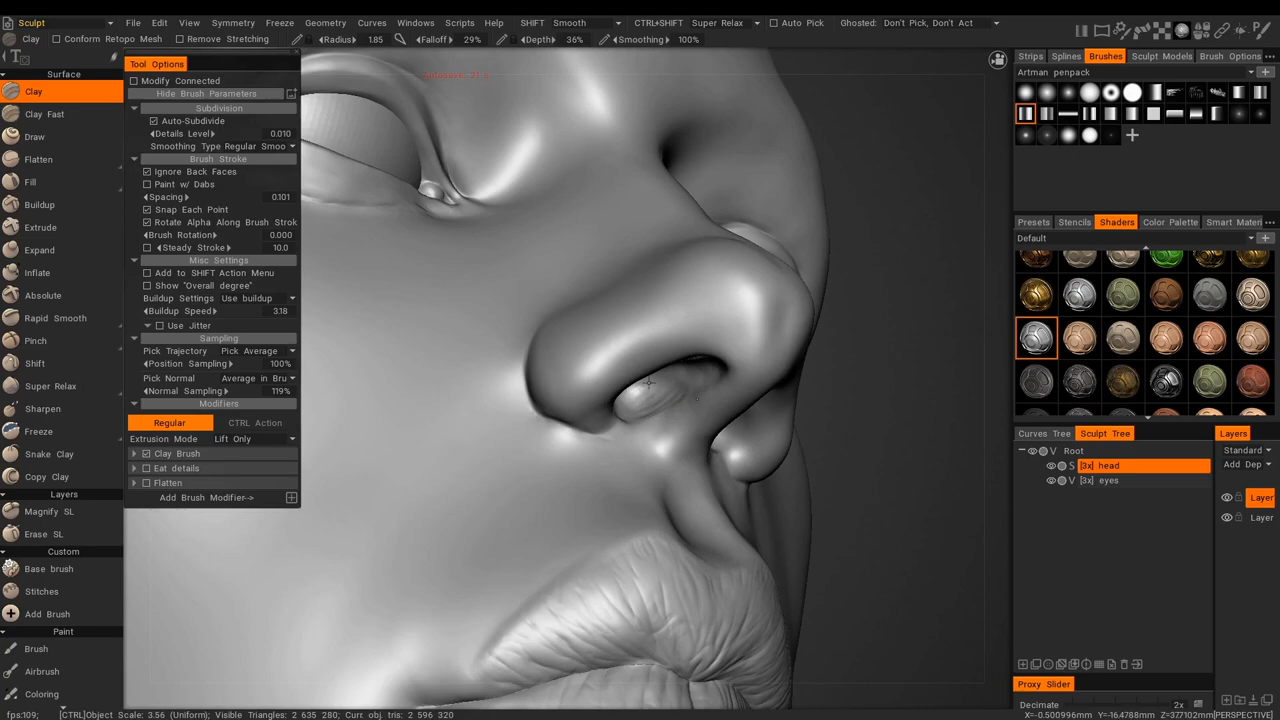 Sculpt File Edit View Symmetry Freeze Geometry Curves Windows Scripts Help SHIFT Smooth CTRL+SHIFT Super Relax Auto Pick Ghosted: Don't Pick, Don't Act
Clay Conform Retopo Mesh Remove Stretching Radius 1.85 Falloff 29% Depth 36% Smoothing 100%
Surface
Clay
Clay Fast
Draw
Flatten
Fill
Buildup
Extrude
Expand
Inflate
Absolute
Rapid Smooth
Pinch
Shift
Super Relax
Sharpen
Freeze
Snake Clay
Copy Clay
Layers
Magnify SL
Erase SL
Custom
Base brush
Stitches
Add Brush
Paint
Brush
Airbrush
Coloring
Tool Options
Modify Connected
Hide Brush Parameters
Subdivision
Auto-Subdivide
Details Level 0.010
Smoothing Type Regular Smoo
Brush Stroke
Ignore Back Faces
Paint w/ Dabs
Spacing 0.101
Snap Each Point
Rotate Alpha Along Brush Strok
Brush Rotation 0.000
Steady Stroke 10.0
Misc Settings
Add to SHIFT Action Menu
Show "Overall degree"
Buildup Settings Use buildup
Buildup Speed 3.18
Use Jitter
Sampling
Pick Trajectory Pick Average
Position Sampling 100%
Pick Normal Average in Bru
Normal Sampling 119%
Modifiers
Regular CTRL Action
Extrusion Mode Lift Only
Clay Brush
Eat details
Flatten
Add Brush Modifier-->
Strips Splines Brushes Sculpt Models Brush Options
Artman penpack
Presets Stencils Shaders Color Palette Smart Materi
Default
Curves Tree Sculpt Tree
V Root
S [3x] head
V [3x] eyes
Layers
Standard
Add Dep
Layer
Layer
Proxy Slider
Decimate 2x
fps:109; [CTRL]Object Scale: 3.56 (Uniform); Visible Triangles: 2 635 280; Curr. obj. tris: 2 596 320 X=-0.500996mm Y=-16.4788mm Z=37.7102mm[PERSPECTIVE]